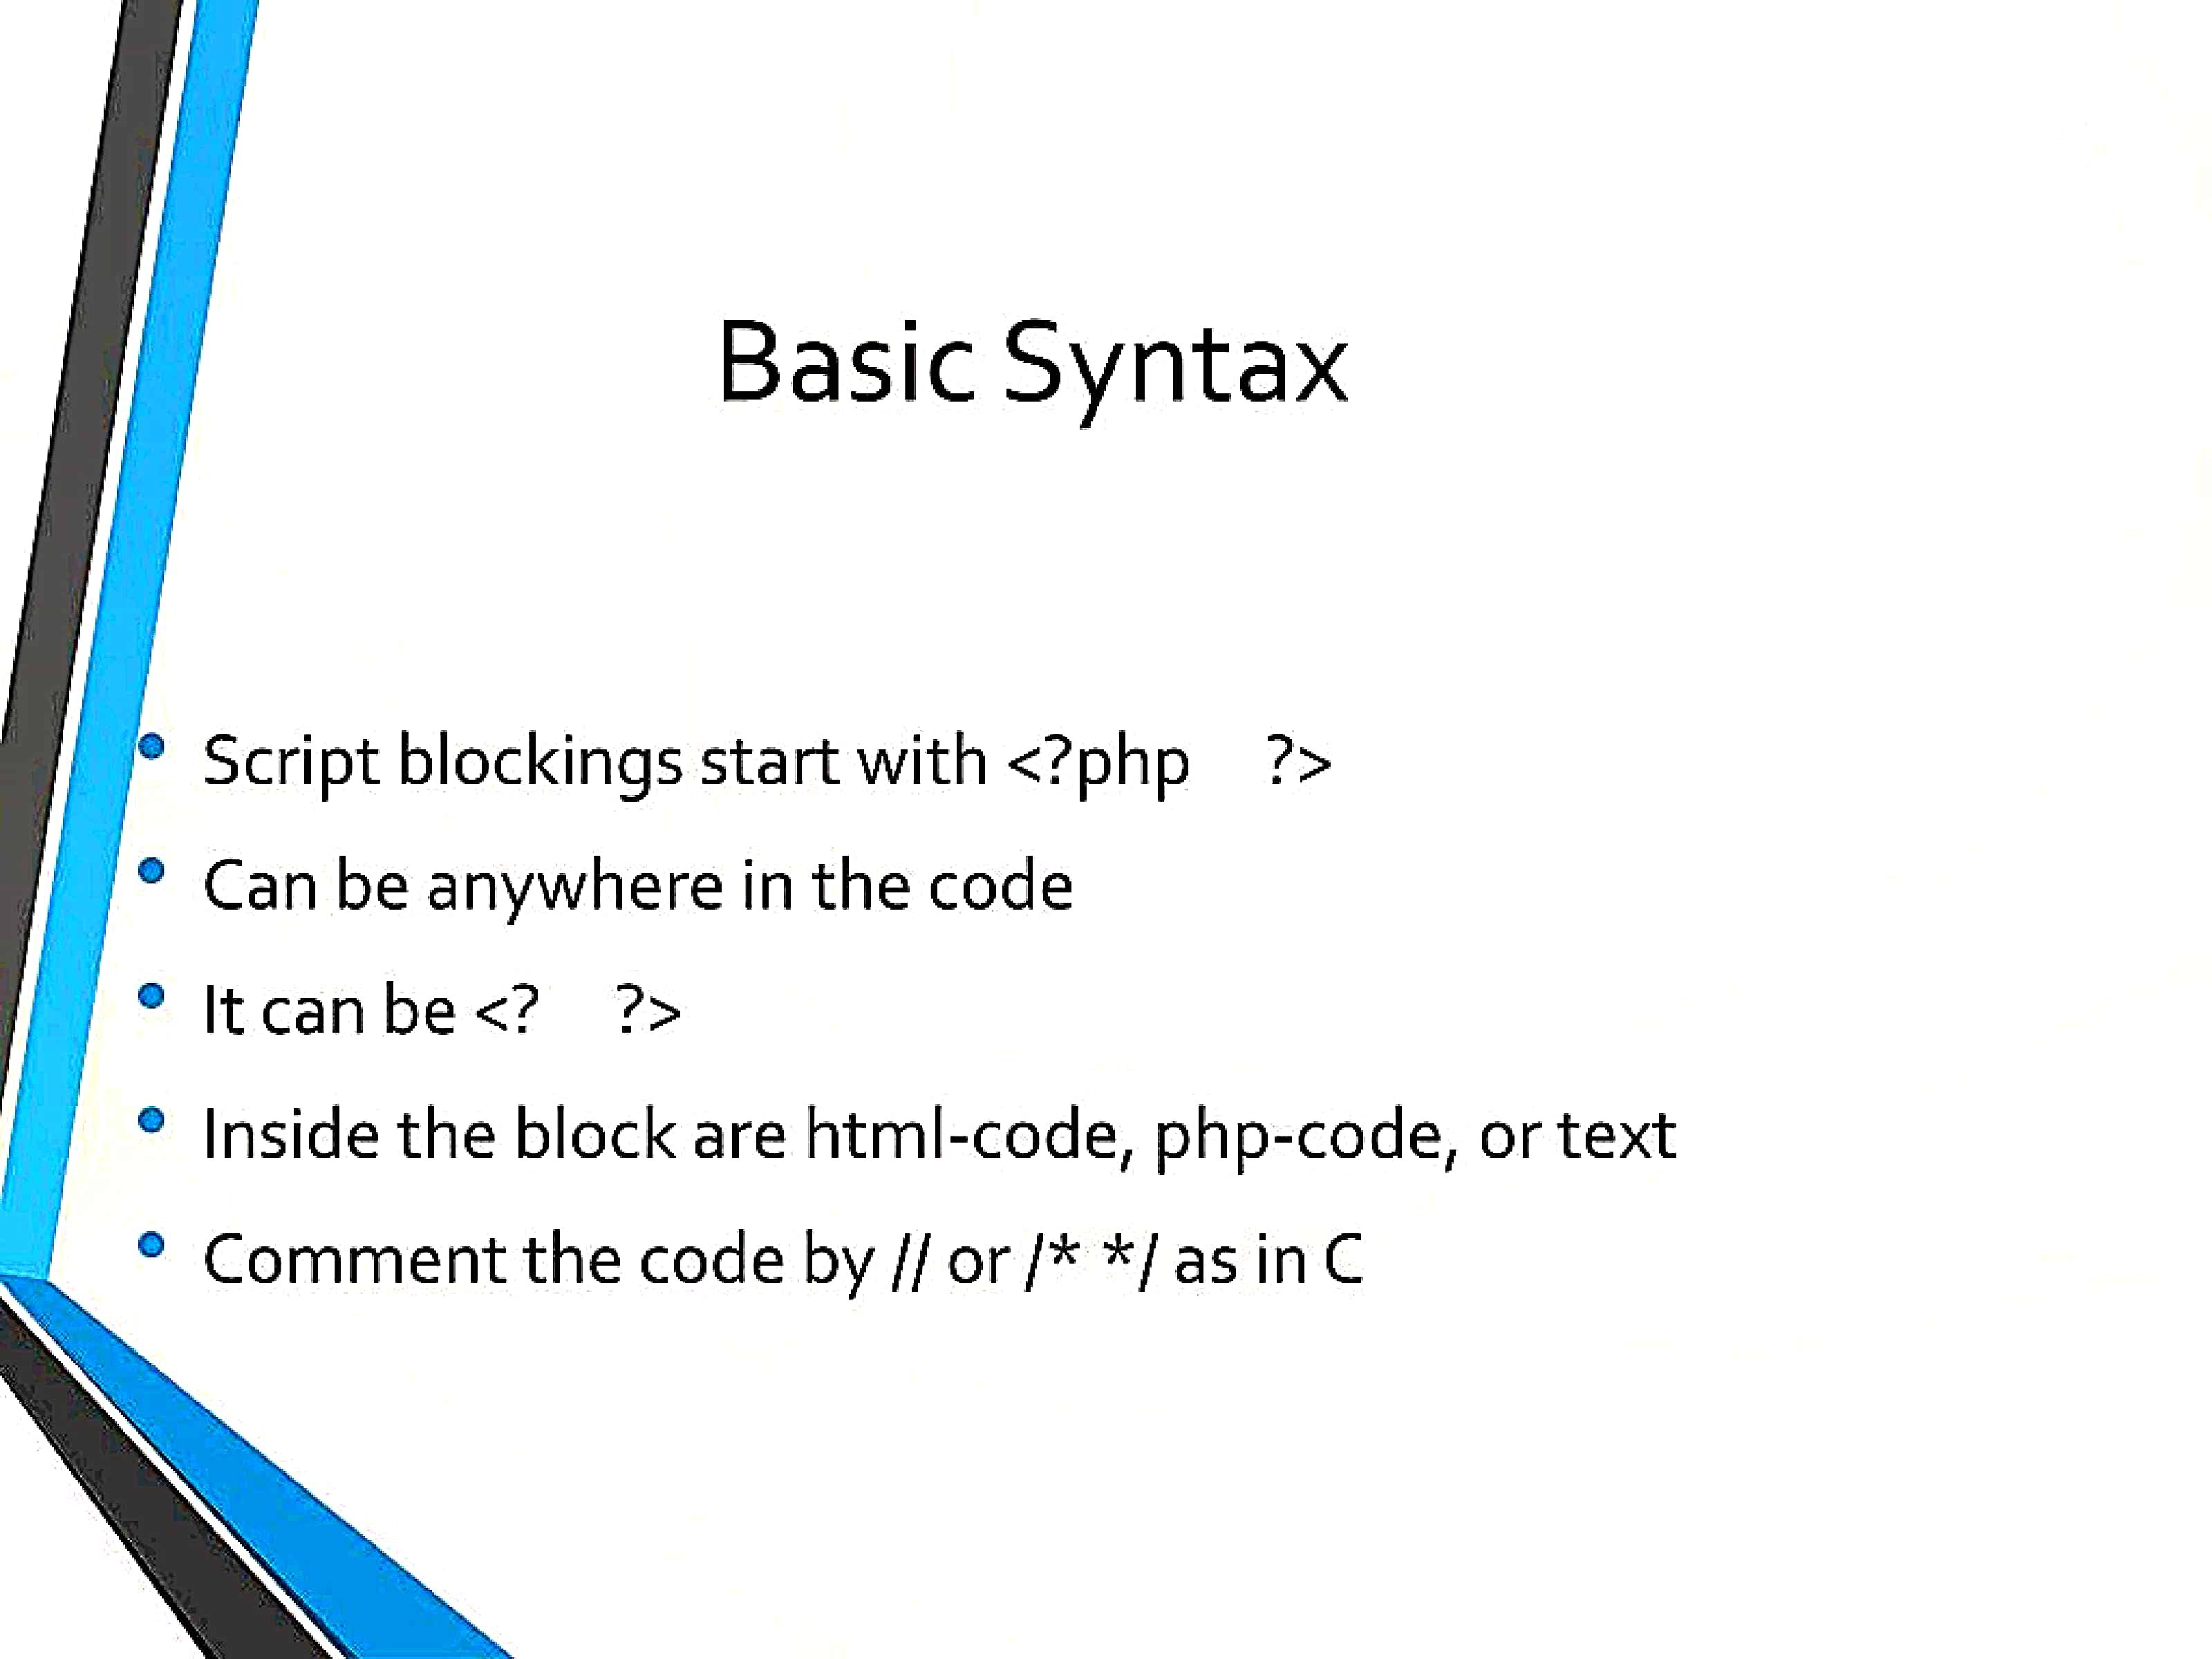 Basic Syntax
• Script blockings start with <?php    ?>
• Can be anywhere in the code
• It can be <?    ?>
• Inside the block are html-code, php-code, or text
• Comment the code by // or /* */ as in C